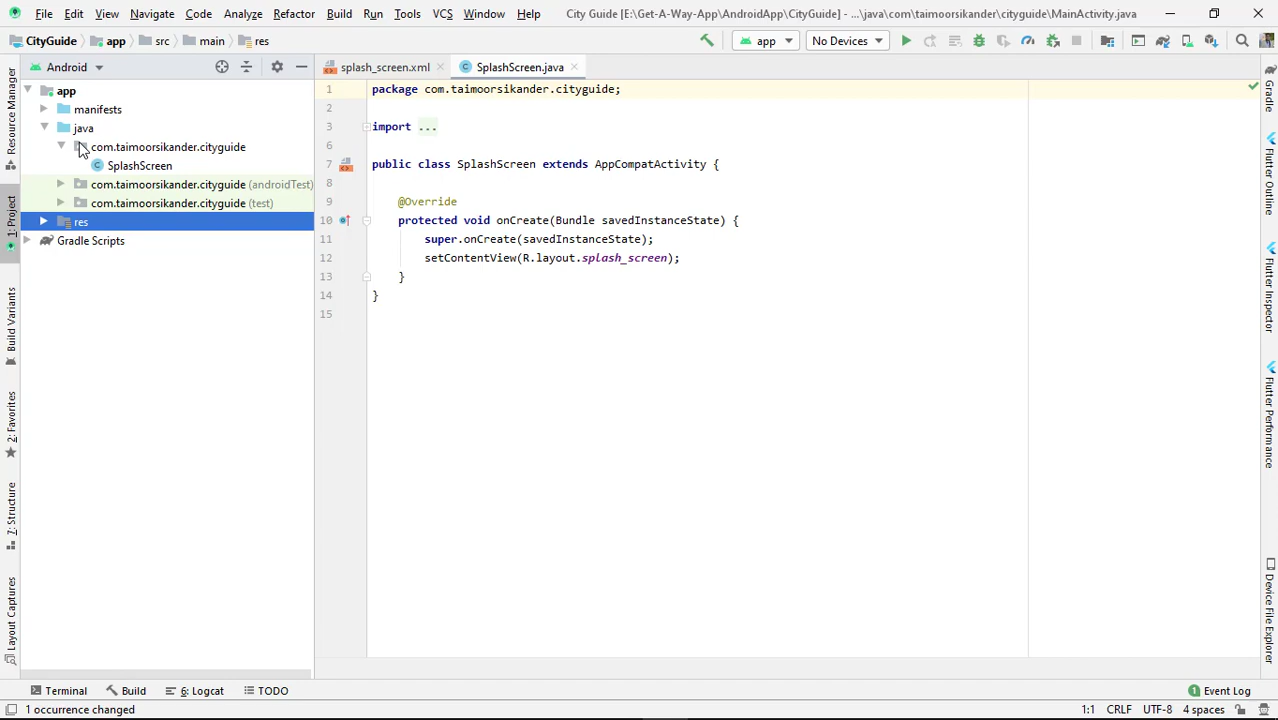 File Edit View Navigate Code Analyze Refactor Build Run Tools VCS Window Help City Guide [E:\Get-A-Way-App\AndroidApp\CityGuide] - ...\java\com\taimoorsikander\cityguide\MainActivity.java
CityGuide app src main res app No Devices
Android splash_screen.xml SplashScreen.java
app
manifests
java
com.taimoorsikander.cityguide
SplashScreen
com.taimoorsikander.cityguide (androidTest)
com.taimoorsikander.cityguide (test)
res
Gradle Scripts
1 package com.taimoorsikander.cityguide;
2
3 import ...
6
7 public class SplashScreen extends AppCompatActivity {
8
9 @Override
10 protected void onCreate(Bundle savedInstanceState) {
11 super.onCreate(savedInstanceState);
12 setContentView(R.layout.splash_screen);
13 }
14 }
15
Resource Manager
1: Project
Build Variants
2: Favorites
7: Structure
Layout Captures
Gradle
Flutter Outline
Flutter Inspector
Flutter Performance
Device File Explorer
Terminal Build 6: Logcat TODO 1 Event Log
1 occurrence changed 1:1 CRLF UTF-8 4 spaces